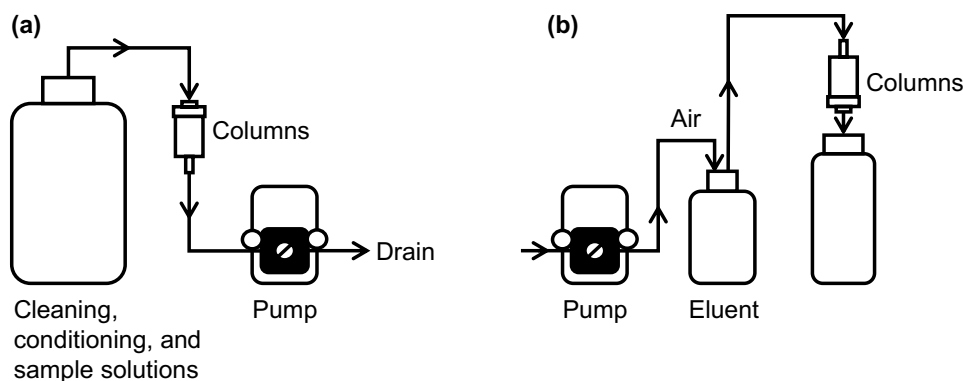 (a)
Columns
Drain
Pump
Cleaning,
conditioning, and
sample solutions
(b)
Columns
Air
Pump
Eluent